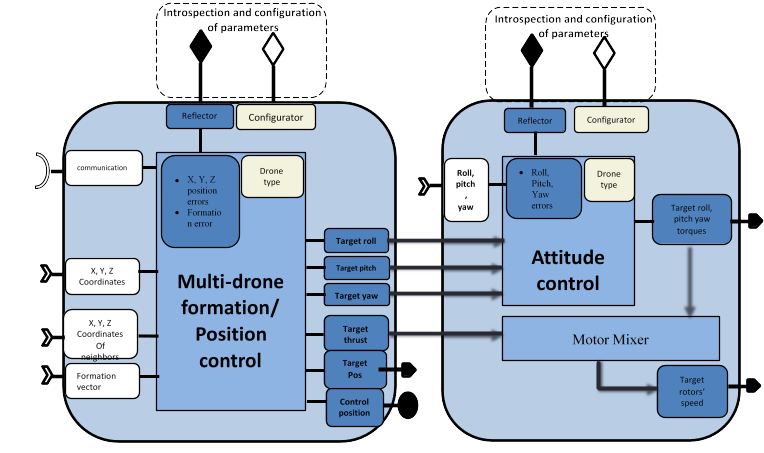 Introspection and configuration
of parameters
Reflector
Configurator
communication
• X, Y, Z
position
errors
• Formatio
n error
Drone
type
X, Y, Z
Coordinates
X, Y, Z
Coordinates
Of
neighbors
Formation
vector
Multi-drone
formation/
Position
control
Target roll
Target pitch
Target yaw
Target
thrust
Target
Pos
Control
position
Introspection and configuration
of parameters
Reflector
Configurator
Roll,
pitch
,
yaw
• Roll,
Pitch,
Yaw
errors
Drone
type
Attitude
control
Target roll,
pitch yaw
torques
Motor Mixer
Target
rotors'
speed